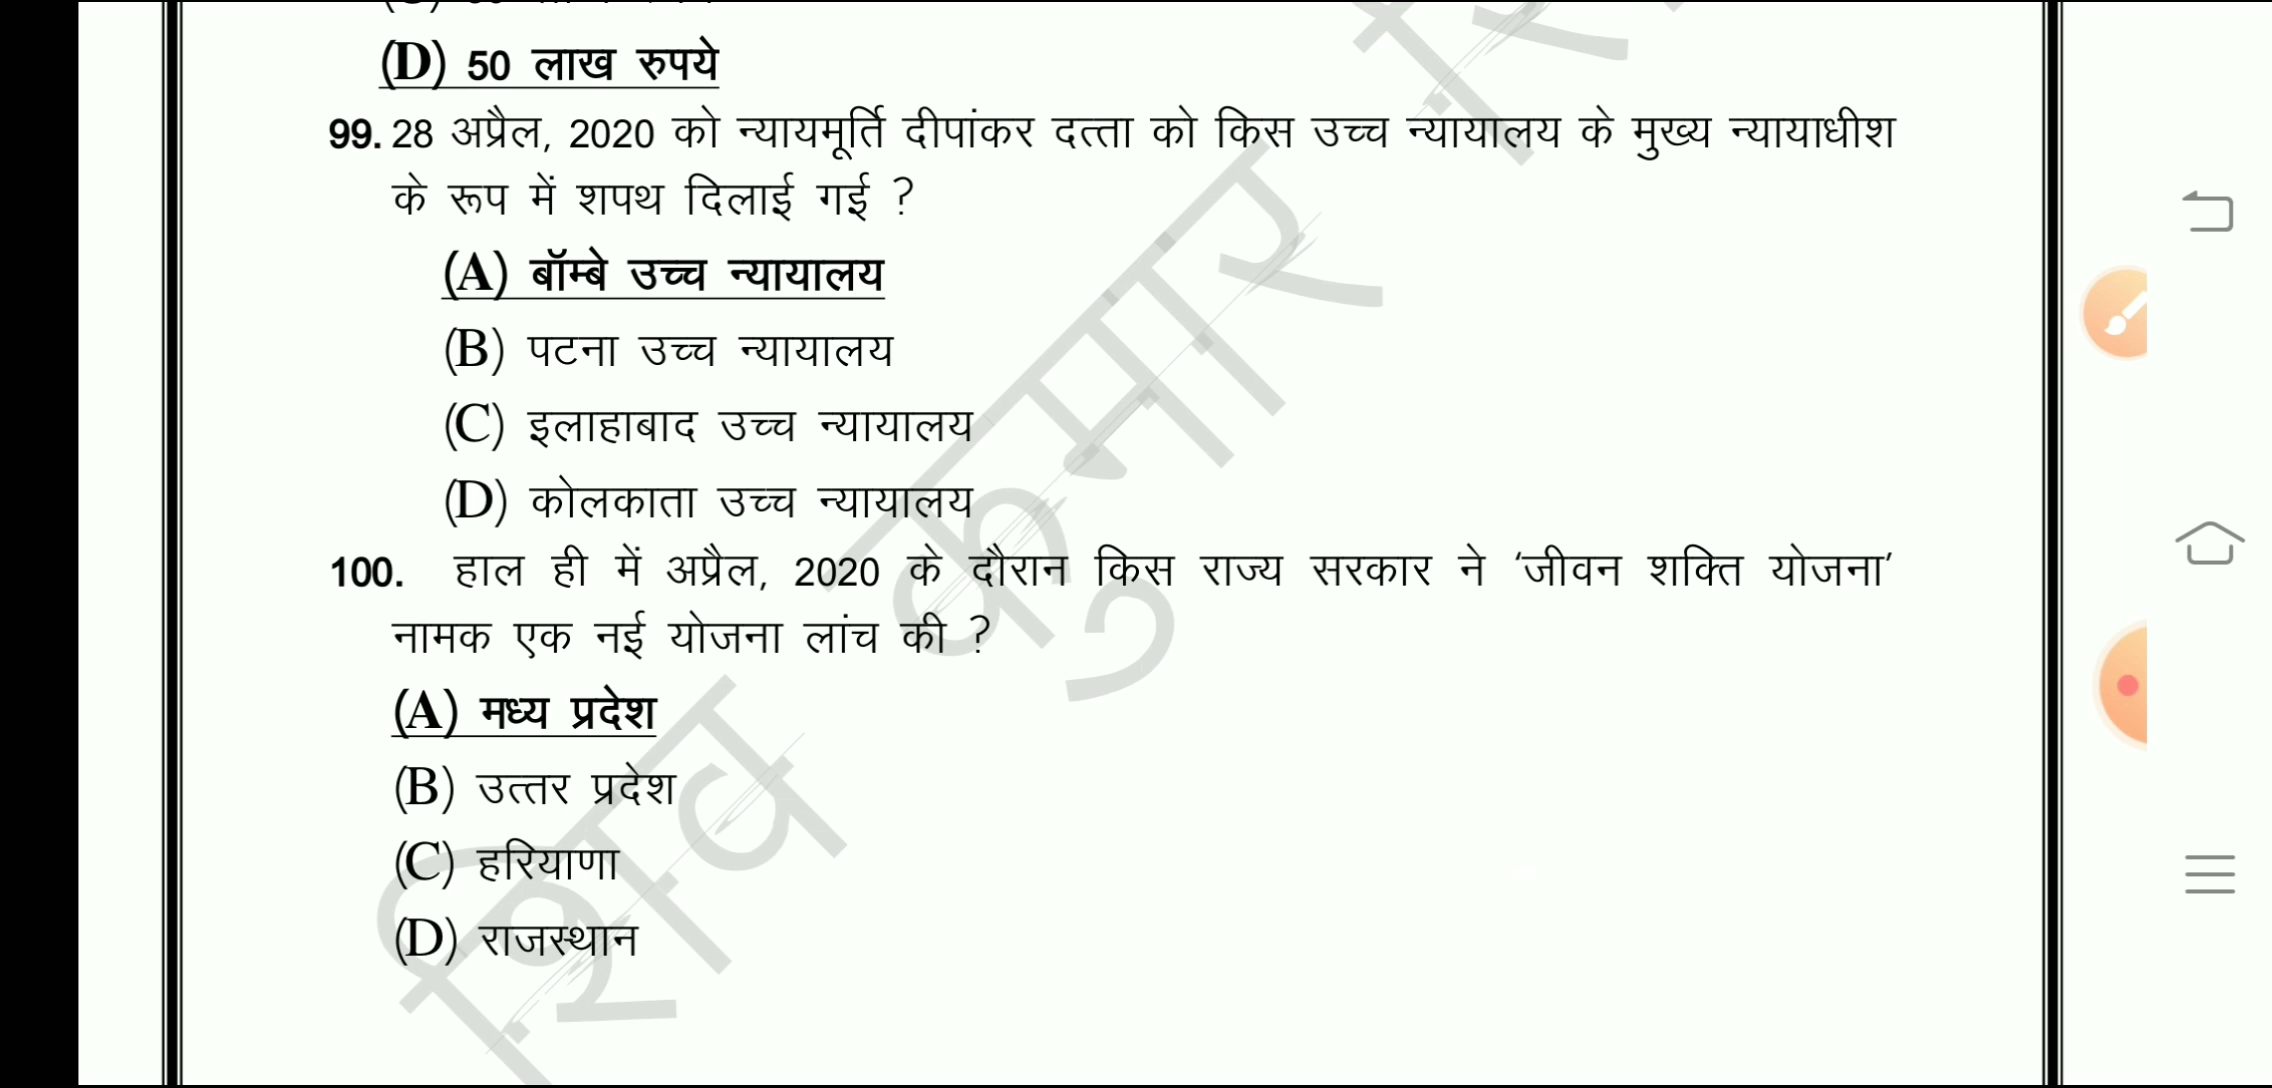 (D) 50 लाख रुपये
99. 28 अप्रैल, 2020 को न्यायमूर्ति दीपांकर दत्ता को किस उच्च न्यायालय के मुख्य न्यायाधीश
के रूप में शपथ दिलाई गई ?
(A) बॉम्बे उच्च न्यायालय
(B) पटना उच्च न्यायालय
(C) इलाहाबाद उच्च न्यायालय
(D) कोलकाता उच्च न्यायालय
100. हाल ही में अप्रैल, 2020 के दौरान किस राज्य सरकार ने ‘जीवन शक्ति योजना’
नामक एक नई योजना लांच की ?
(A) मध्य प्रदेश
(B) उत्तर प्रदेश
(C) हरियाणा
(D) राजस्थान
शिव कुमार